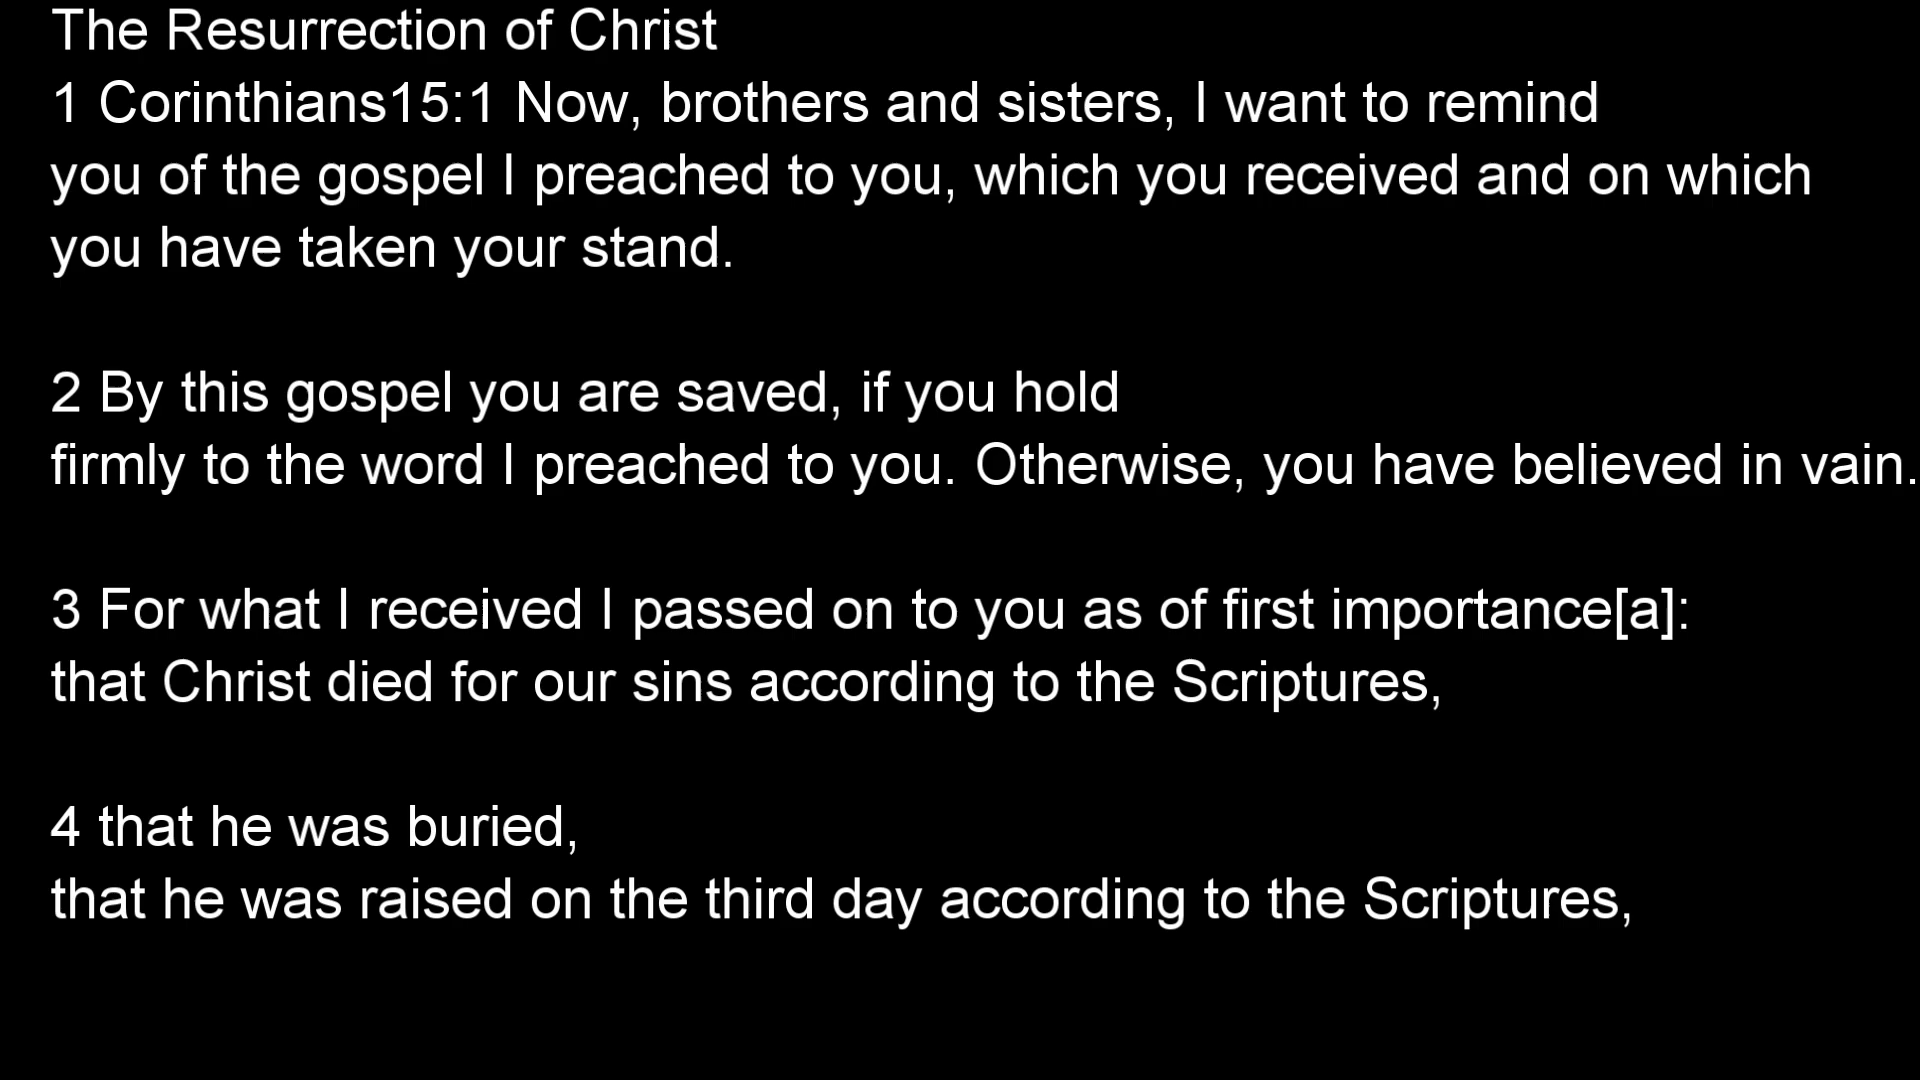 The Resurrection of Christ
1 Corinthians15:1 Now, brothers and sisters, I want to remind
you of the gospel I preached to you, which you received and on which
you have taken your stand.
2 By this gospel you are saved, if you hold
firmly to the word I preached to you. Otherwise, you have believed in vain.
3 For what I received I passed on to you as of first importance[a]:
that Christ died for our sins according to the Scriptures,
4 that he was buried,
that he was raised on the third day according to the Scriptures,